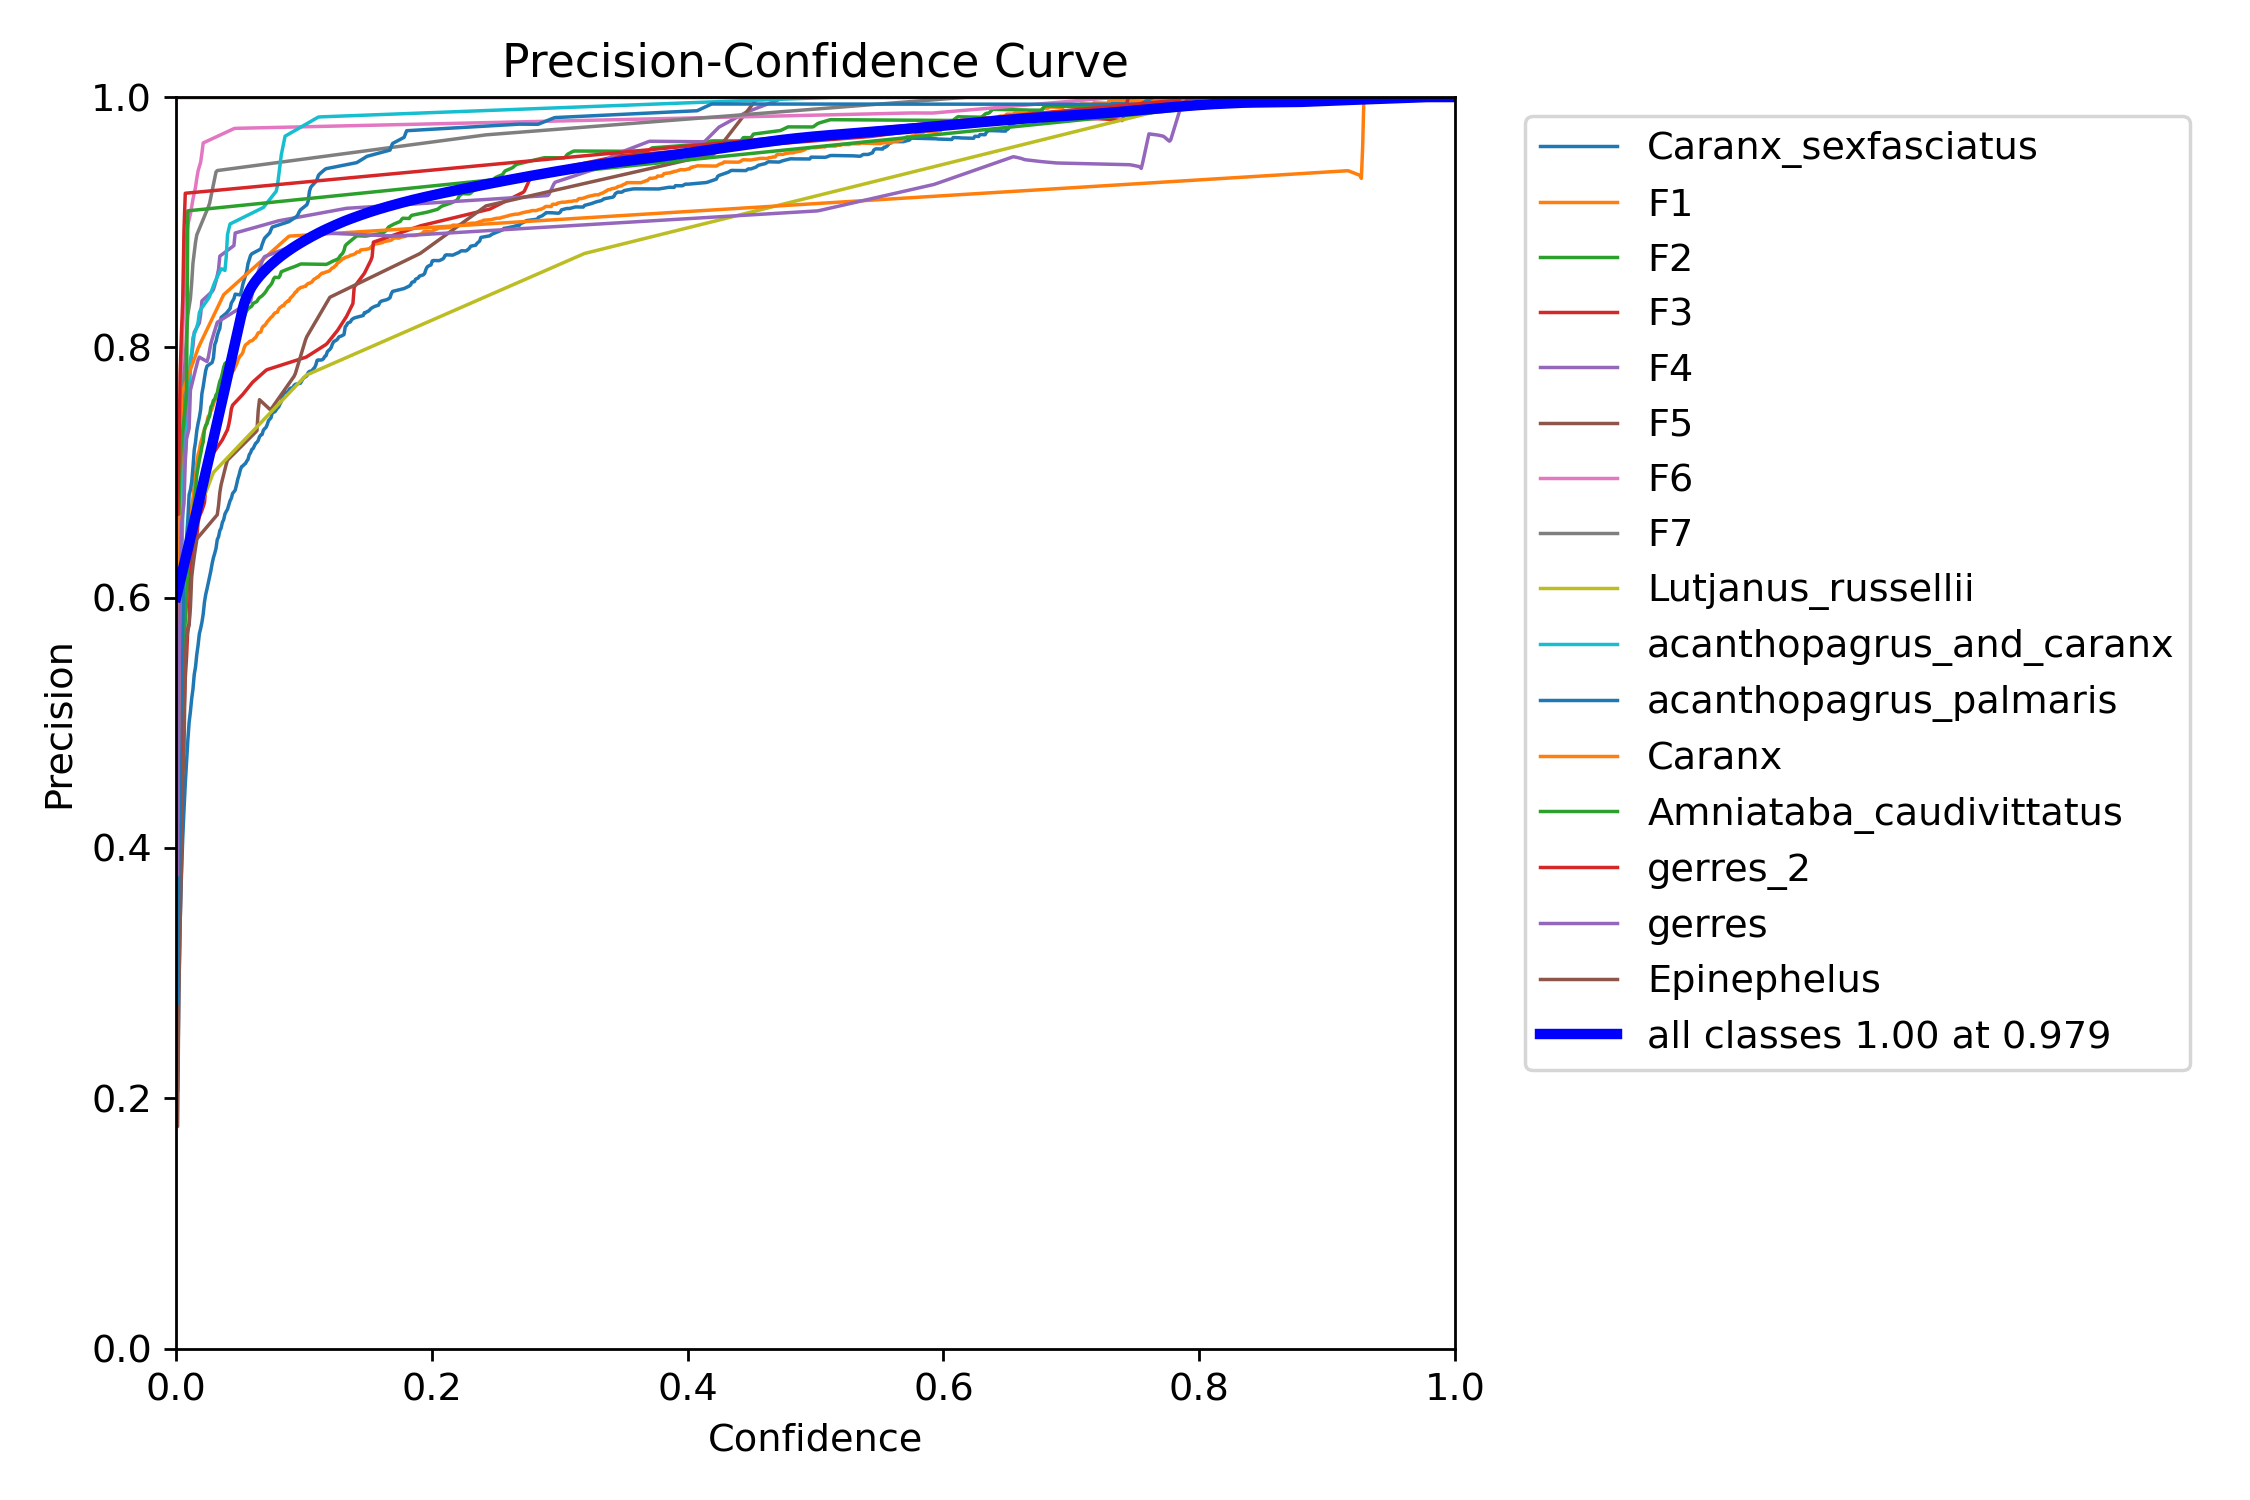 Precision-Confidence Curve
1.0
0.8
0.6
0.4
0.2
0.0
Precision
0.0 0.2 0.4 0.6 0.8 1.0
Confidence
Caranx_sexfasciatus
F1
F2
F3
F4
F5
F6
F7
Lutjanus_russellii
acanthopagrus_and_caranx
acanthopagrus_palmaris
Caranx
Amniataba_caudivittatus
gerres_2
gerres
Epinephelus
all classes 1.00 at 0.979